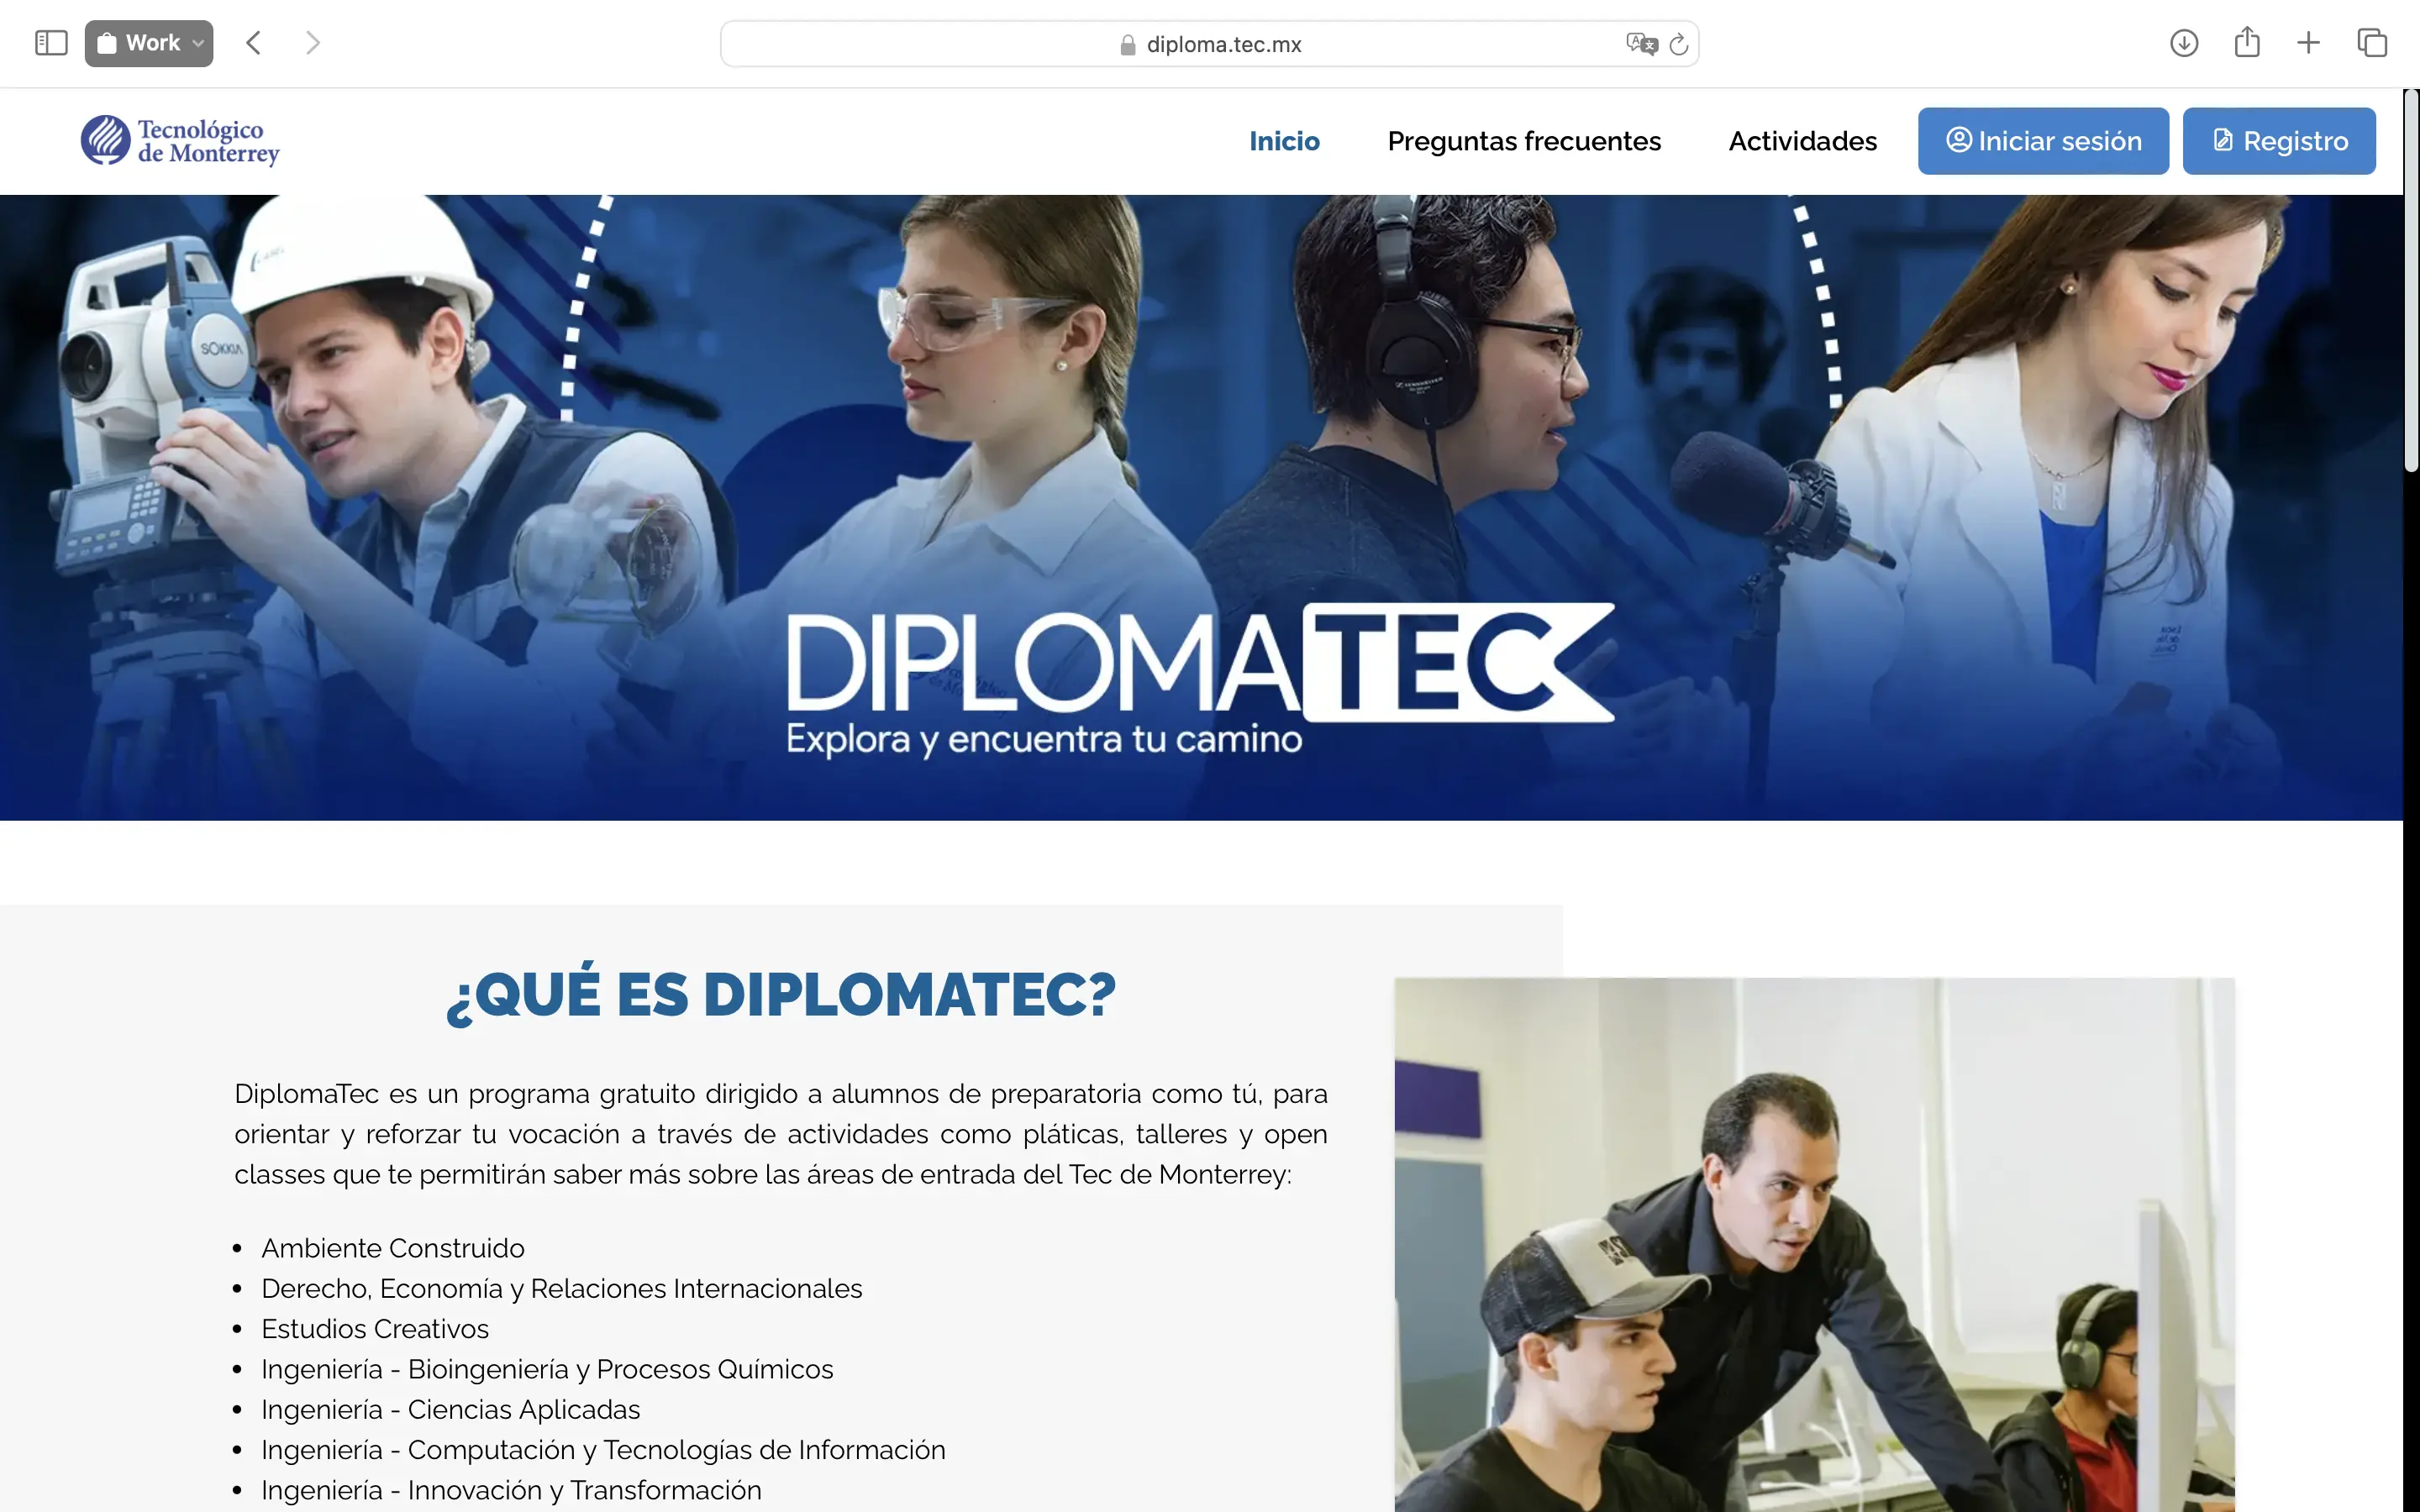 Work
diploma.tec.mx
Tecnológico
de Monterrey
Inicio
Preguntas frecuentes
Actividades
Iniciar sesión
Registro
SOKKIA
DIPLOMATEC
Explora y encuentra tu camino
¿QUÉ ES DIPLOMATEC?
DiplomaTec es un programa gratuito dirigido a alumnos de preparatoria como tú, para
orientar y reforzar tu vocación a través de actividades como pláticas, talleres y open
classes que te permitirán saber más sobre las áreas de entrada del Tec de Monterrey:
• Ambiente Construido
• Derecho, Economía y Relaciones Internacionales
• Estudios Creativos
• Ingeniería - Bioingeniería y Procesos Químicos
• Ingeniería - Ciencias Aplicadas
• Ingeniería - Computación y Tecnologías de Información
• Ingeniería - Innovación y Transformación